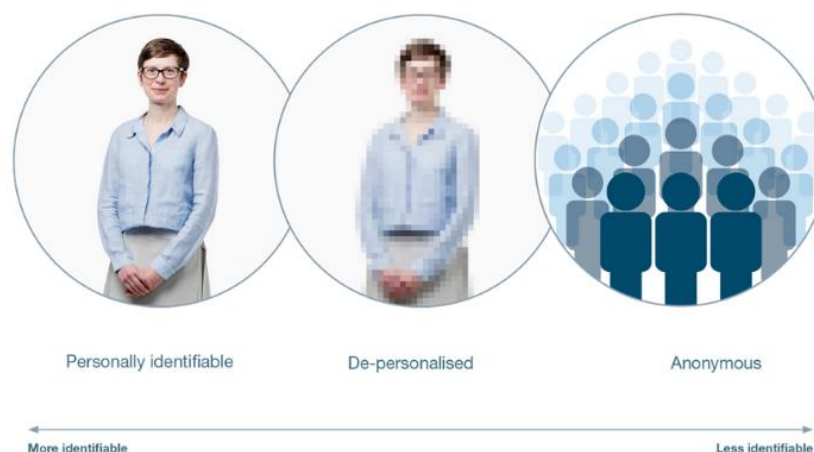 Personally identifiable
De-personalised
Anonymous
More identifiable
Less identifiable